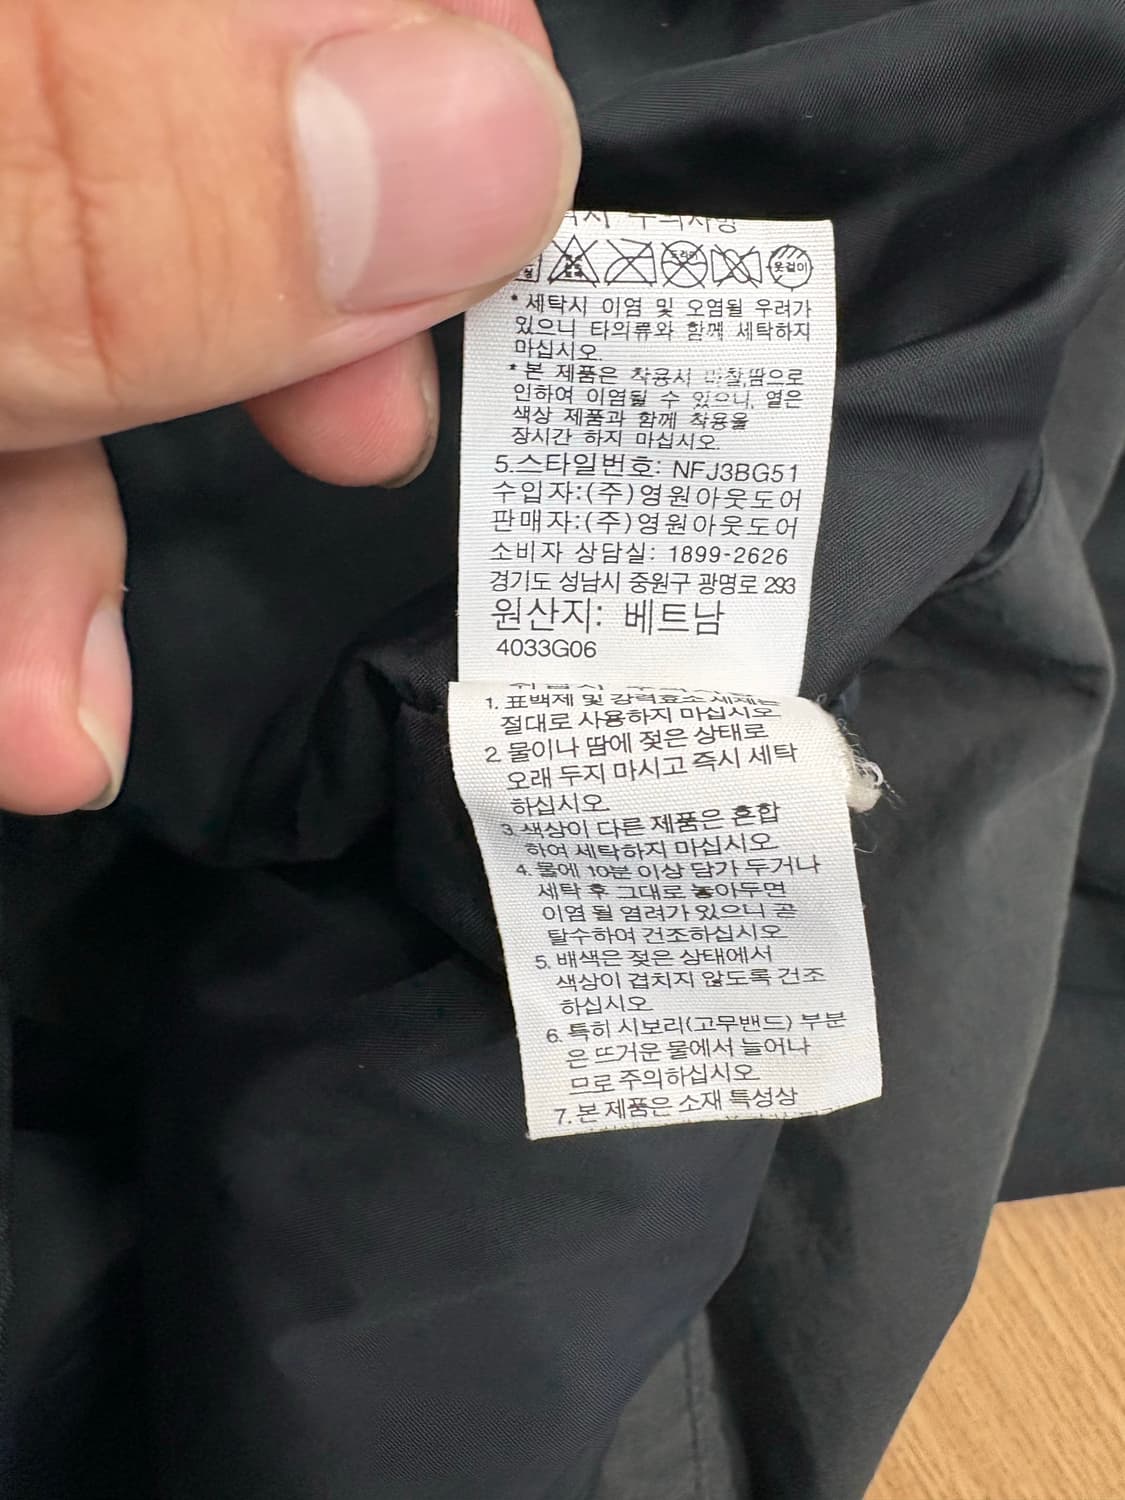 드라이
옷걸이
* 세탁시 이염 및 오염될 우려가
있으니 타의류와 함께 세탁하지
마십시오.
* 본 제품은 착용시 마찰,땀으로
인하여 이염될 수 있으니, 옅은
색상 제품과 함께 착용을
장시간 하지 마십시오.
5.스타일번호: NFJ3BG51
수입자:(주)영원아웃도어
판매자:(주)영원아웃도어
소비자 상담실: 1899-2626
경기도 성남시 중원구 광명로 293
원산지: 베트남
4033G06
1. 표백제 및 강력효소 세제는
절대로 사용하지 마십시오
2. 물이나 땀에 젖은 상태로
오래 두지 마시고 즉시 세탁
하십시오.
3. 색상이 다른 제품은 혼합
하여 세탁하지 마십시오.
4. 물에 10분 이상 담가 두거나
세탁 후 그대로 놓아두면
이염 될 염려가 있으니 곧
탈수하여 건조하십시오.
5. 배색은 젖은 상태에서
색상이 겹치지 않도록 건조
하십시오.
6. 특히 시보리(고무밴드) 부분
은 뜨거운 물에서 늘어나
므로 주의하십시오.
7. 본 제품은 소재 특성상